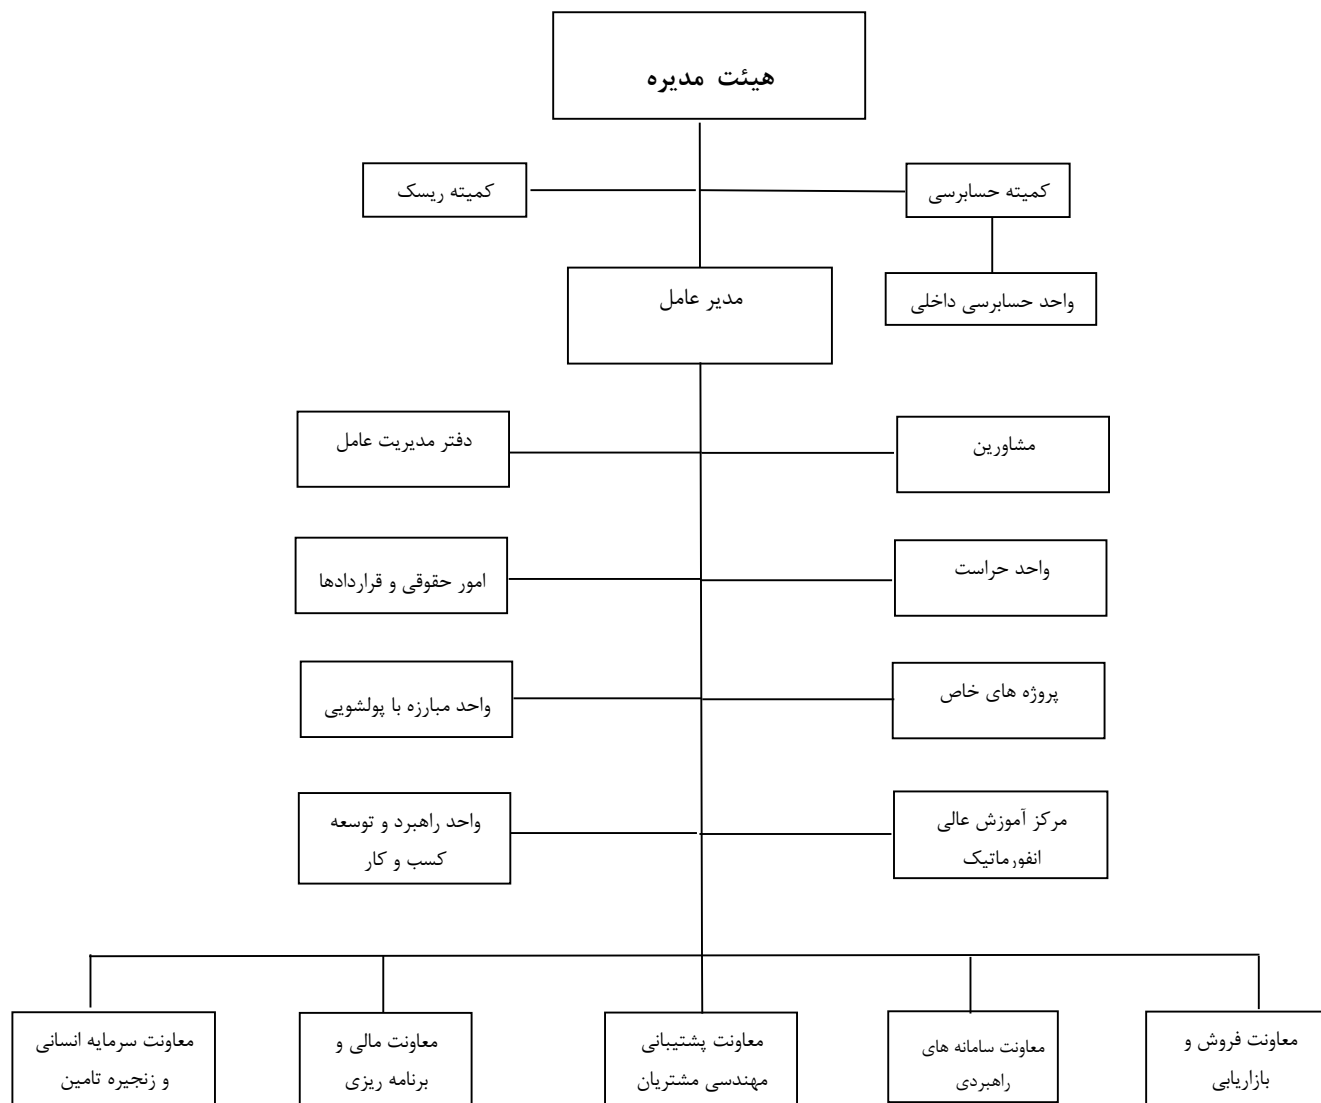 هیئت مدیره
کمیته حسابرسی
کمیته ریسک
واحد حسابرسی داخلی
مدیر عامل
مشاورین
دفتر مدیریت عامل
واحد حراست
امور حقوقی و قراردادها
پروژه های خاص
واحد مبارزه با پولشویی
مرکز آموزش عالی
انفورماتیک
واحد راهبرد و توسعه
کسب و کار
معاونت فروش و
بازاریابی
معاونت سامانه های
راهبردی
معاونت پشتیبانی
مهندسی مشتریان
معاونت مالی و
برنامه ریزی
معاونت سرمایه انسانی
و زنجیره تامین